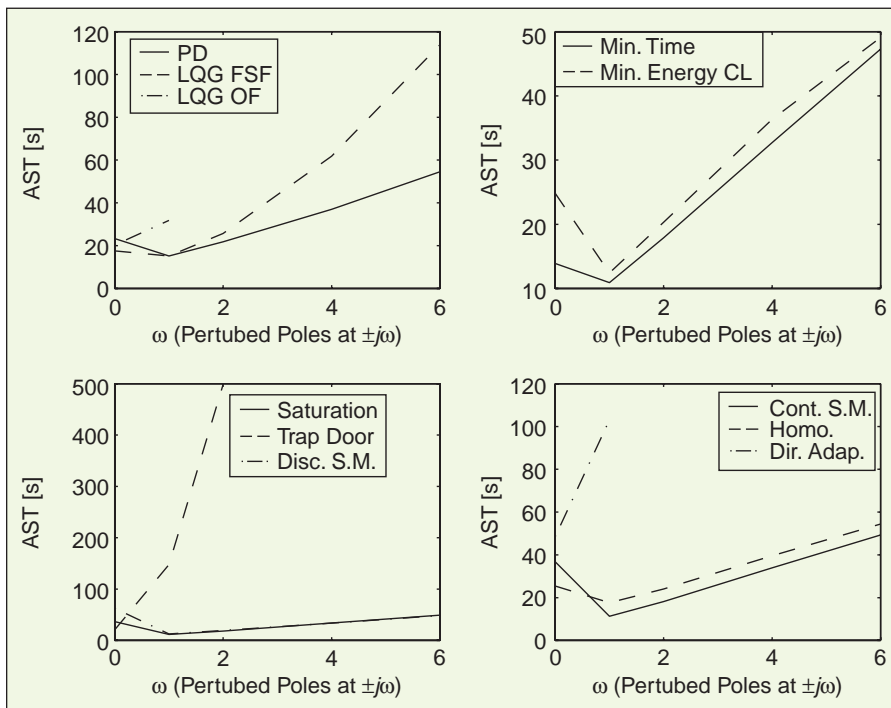 120
100
80
60
40
20
0
AST [s]
PD
LQG FSF
LQG OF
0 2 4 6
ω (Pertubed Poles at ±jω)
50
40
30
20
10
AST [s]
Min. Time
Min. Energy CL
0 2 4 6
ω (Pertubed Poles at ±jω)
500
400
300
200
100
0
AST [s]
Saturation
Trap Door
Disc. S.M.
0 2 4 6
ω (Pertubed Poles at ±jω)
120
100
80
60
40
20
0
AST [s]
Cont. S.M.
Homo.
Dir. Adap.
0 2 4 6
ω (Pertubed Poles at ±jω)